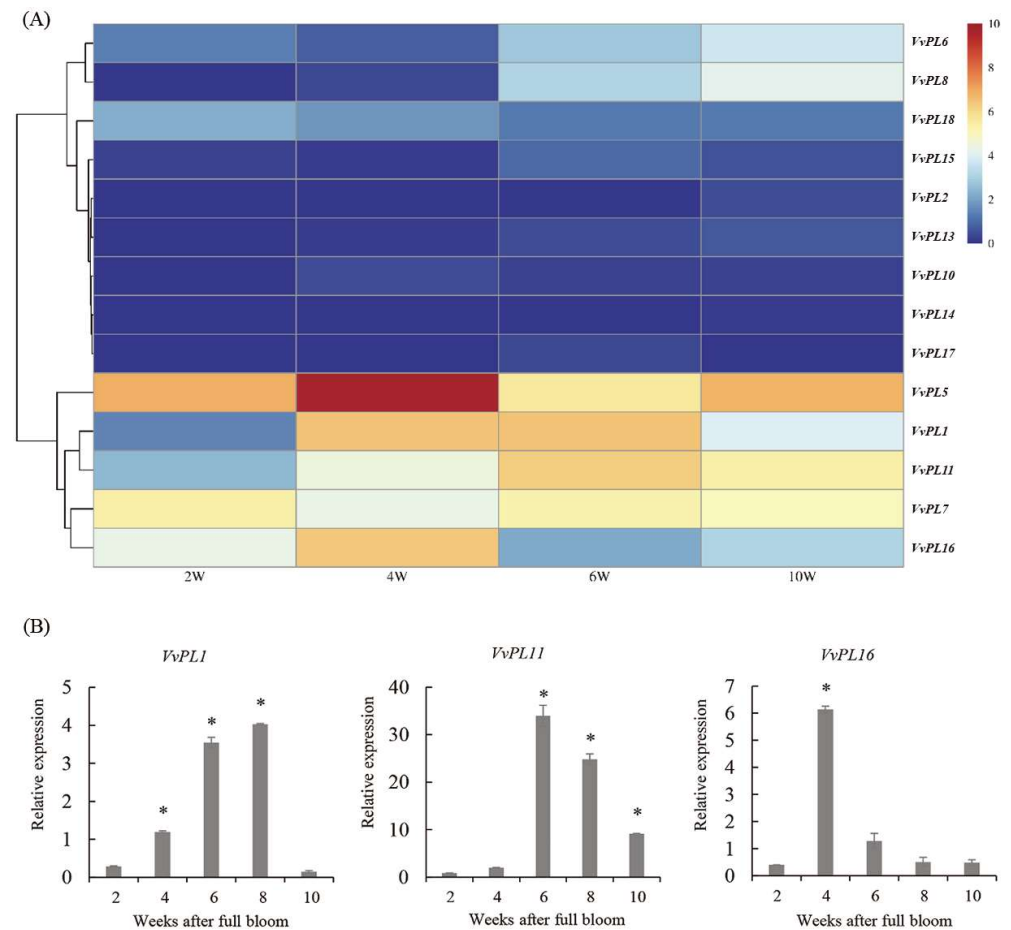 (A)
10
8
6
4
2
0
VvPL6
VvPL8
VvPL18
VvPL15
VvPL2
VvPL13
VvPL10
VvPL14
VvPL17
VvPL5
VvPL1
VvPL11
VvPL7
VvPL16
2W 4W 6W 10W
(B)
VvPL1
Relative expression
5
4
3
2
1
0
* * *
2 4 6 8 10
Weeks after full bloom
VvPL11
Relative expression
40
30
20
10
0
* * *
2 4 6 8 10
Weeks after full bloom
VvPL16
Relative expression
7
6
5
4
3
2
1
0
*
2 4 6 8 10
Weeks after full bloom